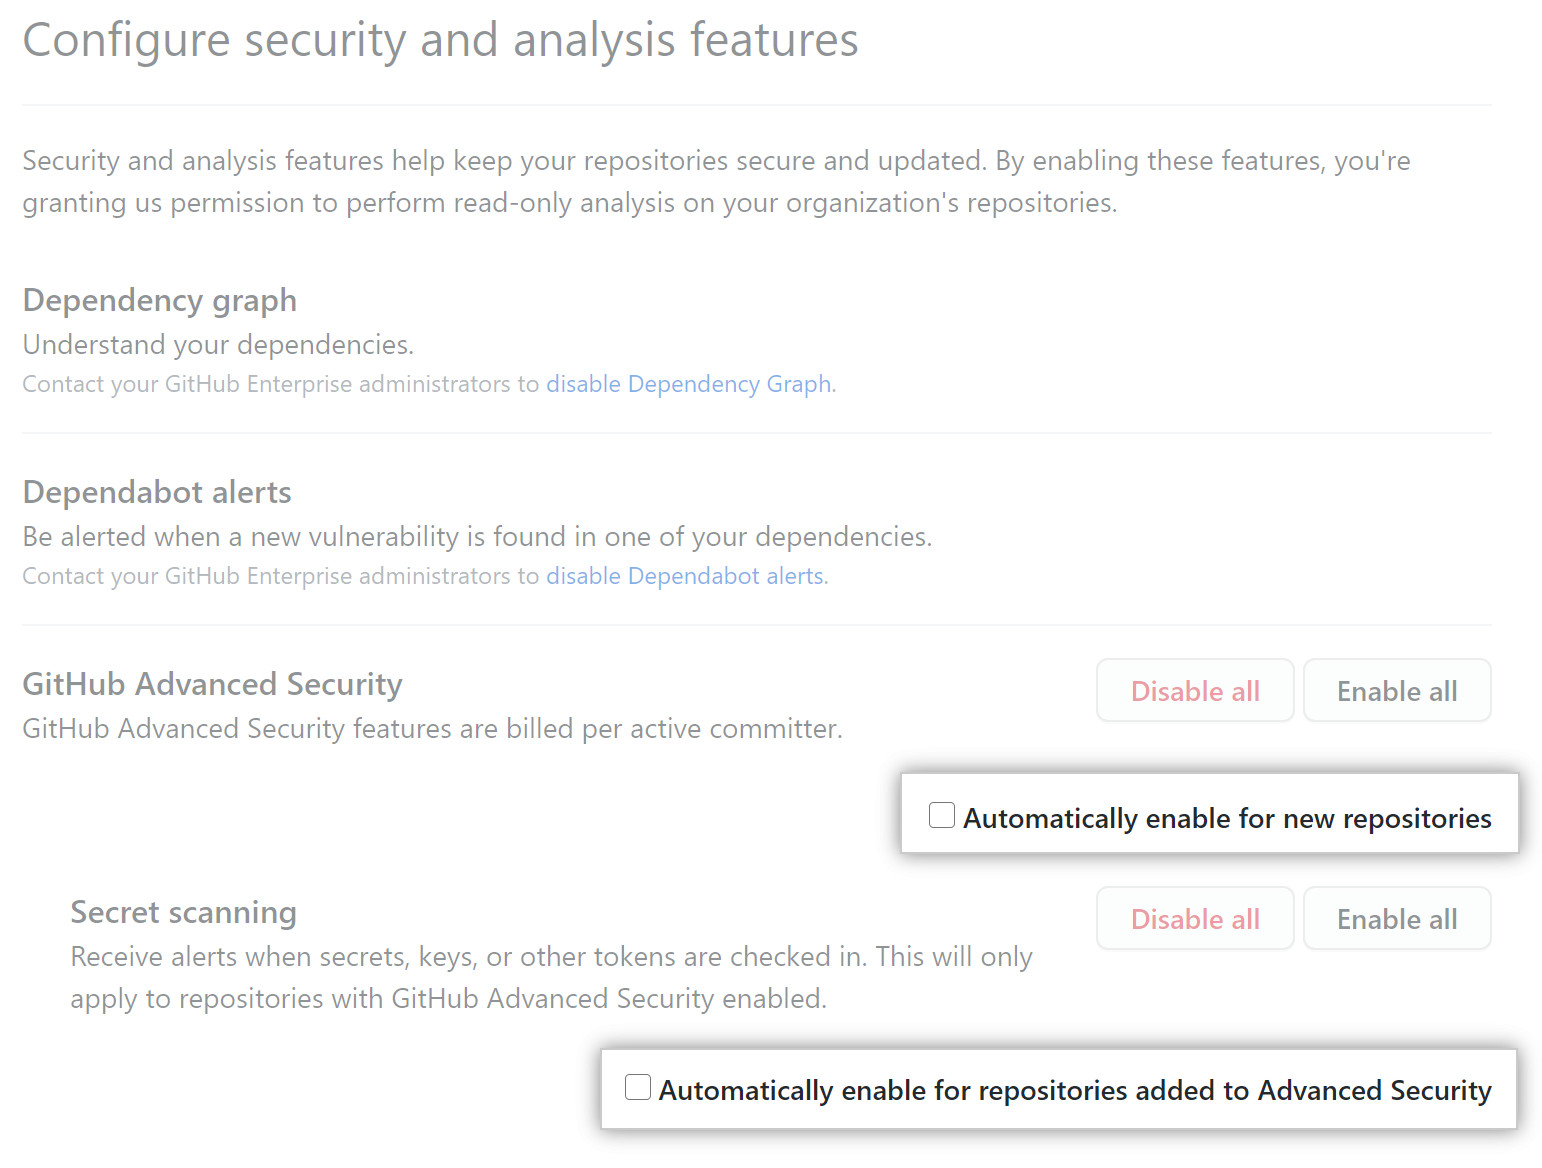 Configure security and analysis features
Security and analysis features help keep your repositories secure and updated. By enabling these features, you're
granting us permission to perform read-only analysis on your organization's repositories.
Dependency graph
Understand your dependencies.
Contact your GitHub Enterprise administrators to disable Dependency Graph.
Dependabot alerts
Be alerted when a new vulnerability is found in one of your dependencies.
Contact your GitHub Enterprise administrators to disable Dependabot alerts.
GitHub Advanced Security
Disable all
Enable all
GitHub Advanced Security features are billed per active committer.
Automatically enable for new repositories
Secret scanning
Disable all
Enable all
Receive alerts when secrets, keys, or other tokens are checked in. This will only
apply to repositories with GitHub Advanced Security enabled.
Automatically enable for repositories added to Advanced Security